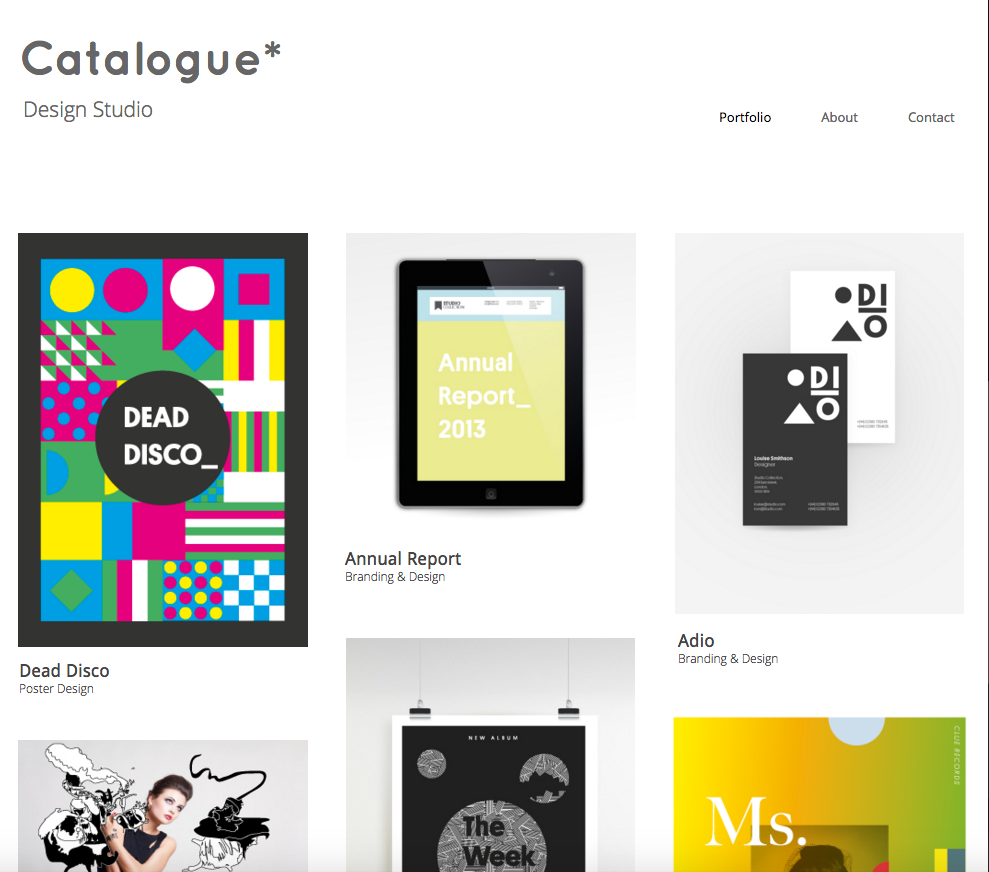 Catalogue*
Design Studio
Portfolio
About
Contact
DEAD
DISCO_
Dead Disco
Poster Design
STUDIO
Annual
Report_
2013
Annual Report
Branding & Design
DI
O
DI
O
Louise Smithson
Designer
London
Adio
Branding & Design
NEW ALBUM
The
Week
CLUE RECORDS
Ms.